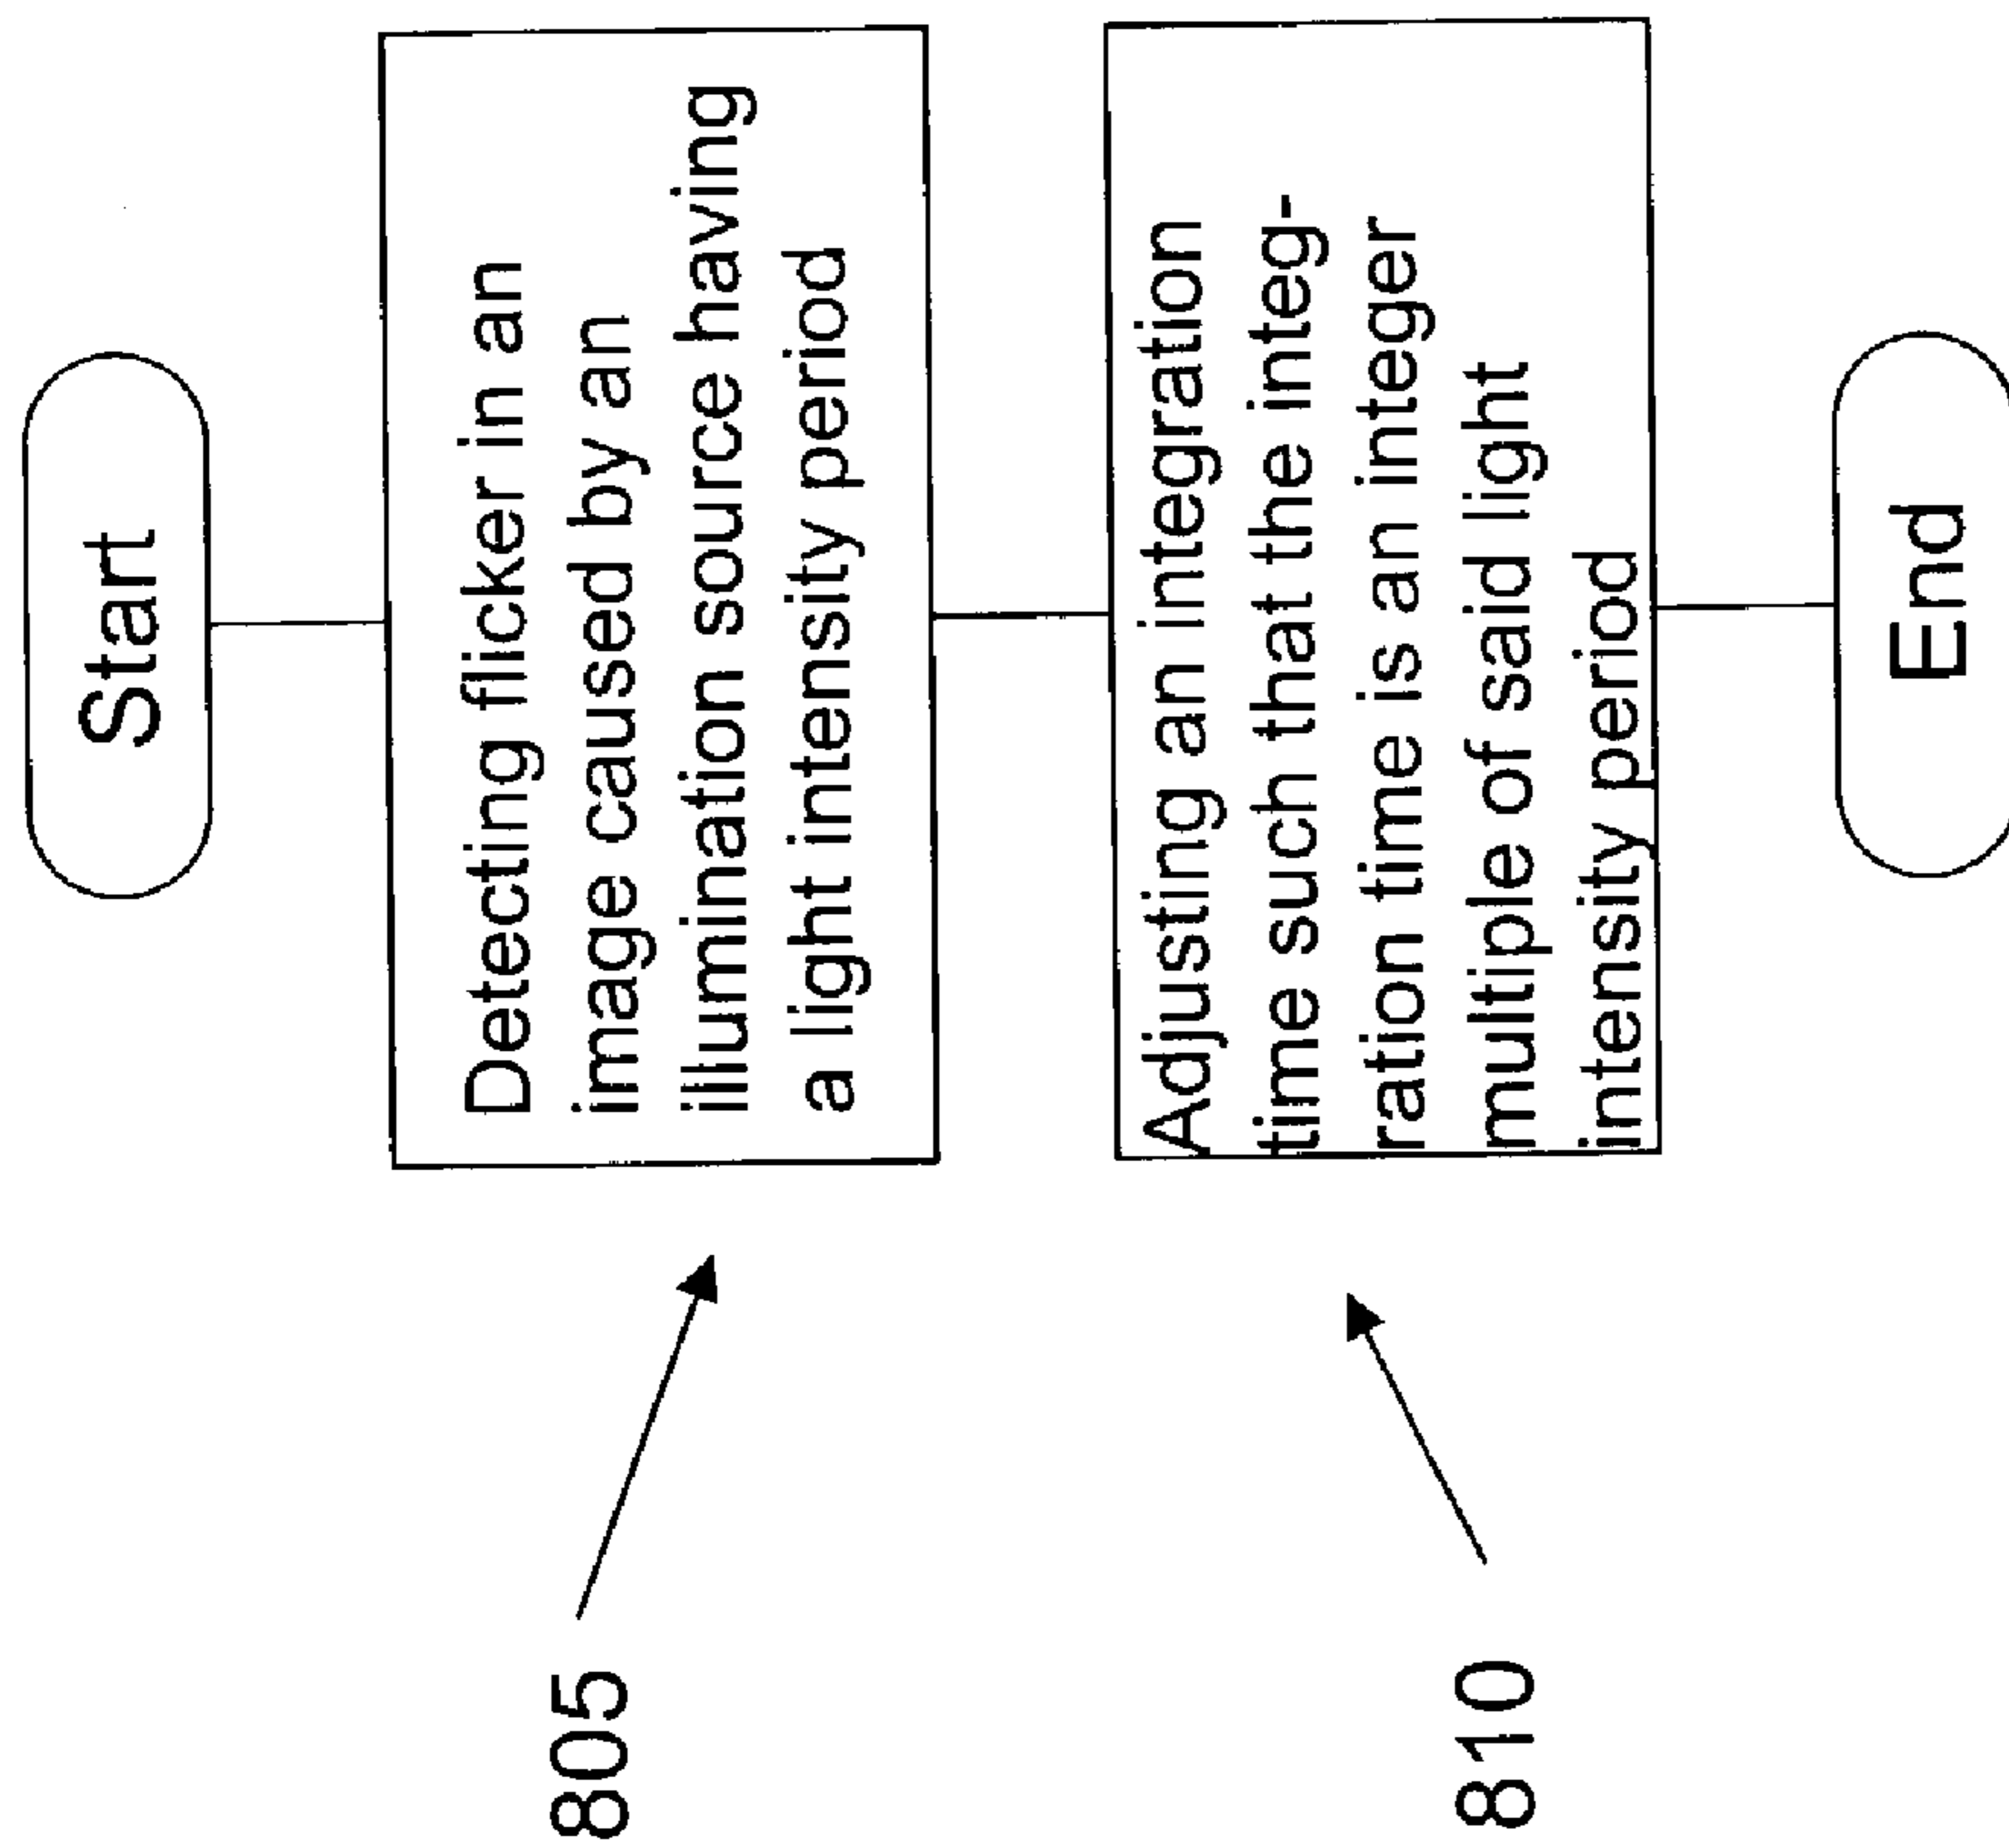 Start
Detecting flicker in an
image caused by an
illumination source having
a light intensity period
805
Adjusting an integration
time such that the integ-
ration time is an integer
multiple of said light
intensity period
810
End